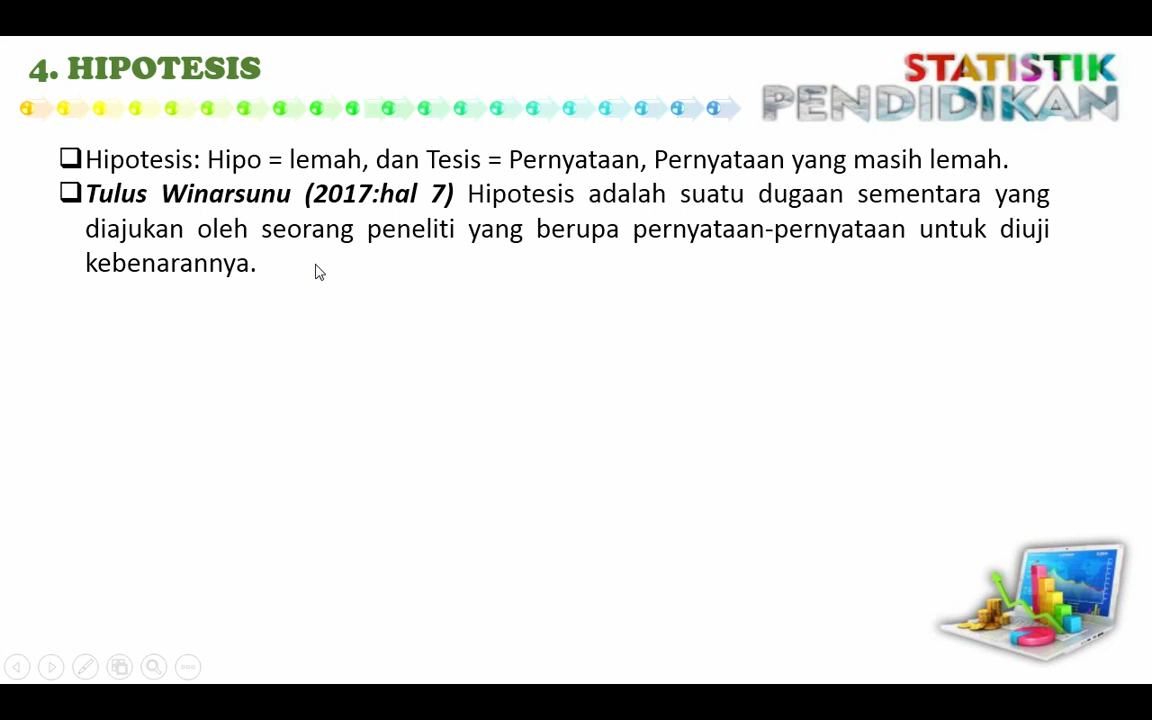 4. HIPOTESIS
STATISTIK
PENDIDIKAN
❑Hipotesis: Hipo = lemah, dan Tesis = Pernyataan, Pernyataan yang masih lemah.
❑Tulus Winarsunu (2017:hal 7) Hipotesis adalah suatu dugaan sementara yang
diajukan oleh seorang peneliti yang berupa pernyataan-pernyataan untuk diuji
kebenarannya.